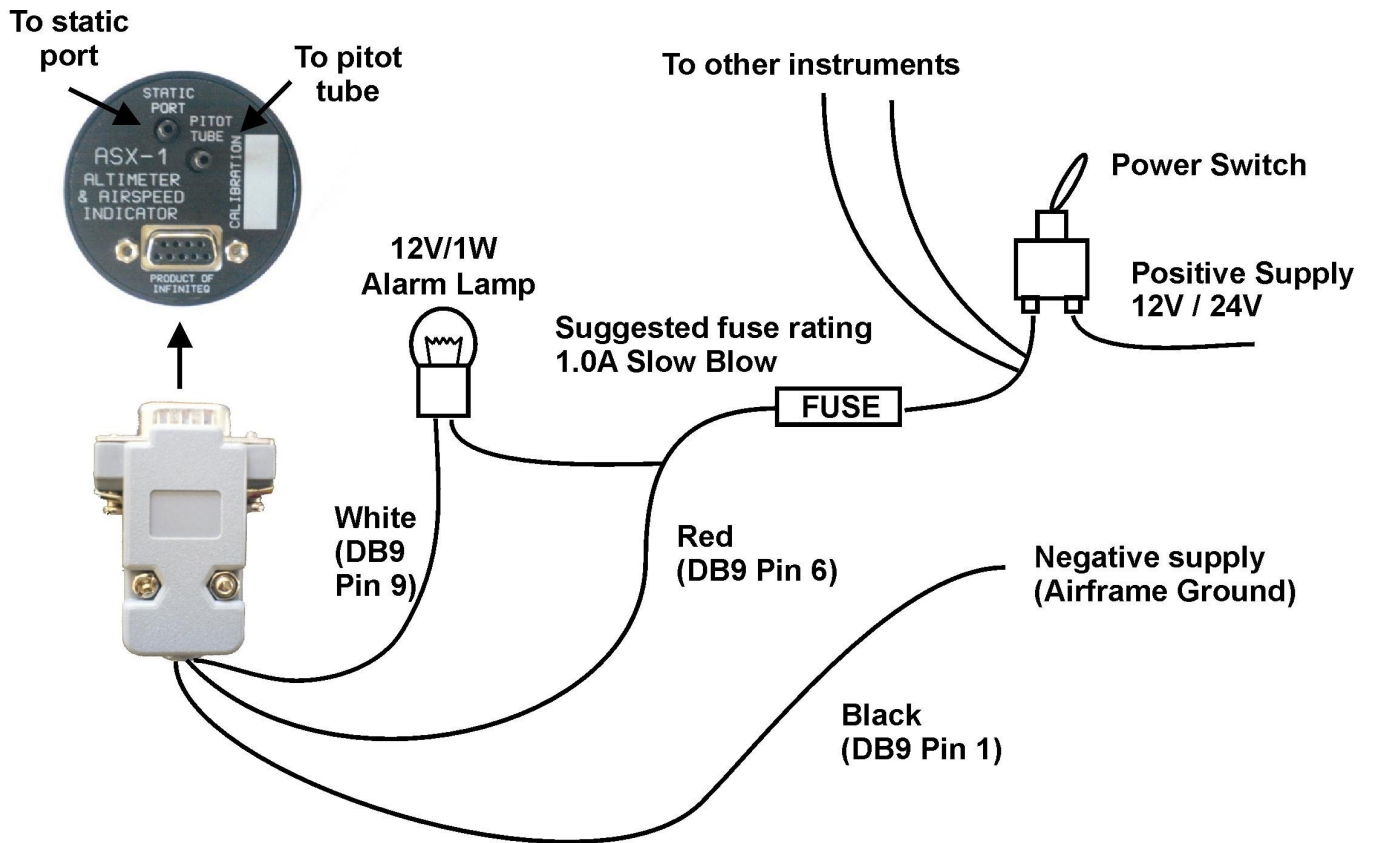 To static
port
To pitot
tube
STATIC
PORT
PITOT
TUBE
CALIBRATION
ASX-1
ALTIMETER
& AIRSPEED
INDICATOR
PRODUCT OF
INFINITEQ
To other instruments
Power Switch
Positive Supply
12V / 24V
12V/1W
Alarm Lamp
Suggested fuse rating
1.0A Slow Blow
FUSE
White
(DB9
Pin 9)
Red
(DB9 Pin 6)
Negative supply
(Airframe Ground)
Black
(DB9 Pin 1)